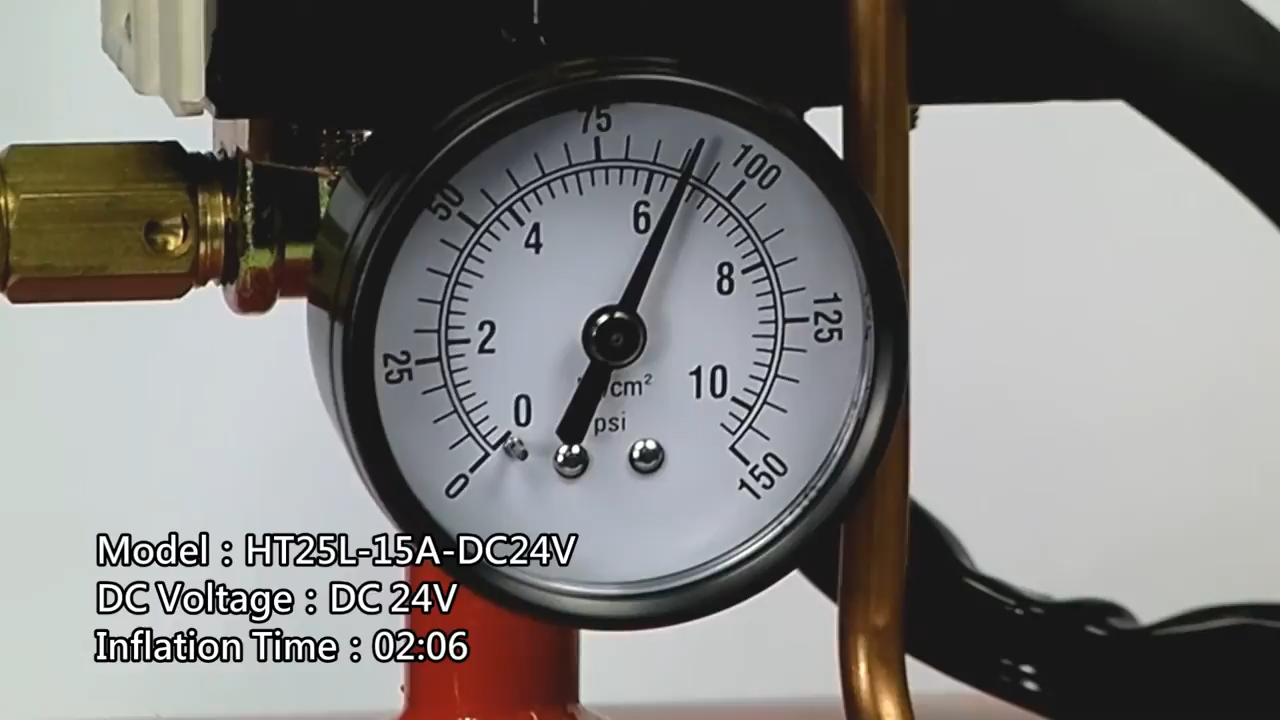 75
100
50
6
4
8
125
2
25
10
0
/cm²
psi
0
150
Model : HT25L-15A-DC24V
DC Voltage : DC 24V
Inflation Time : 02:06